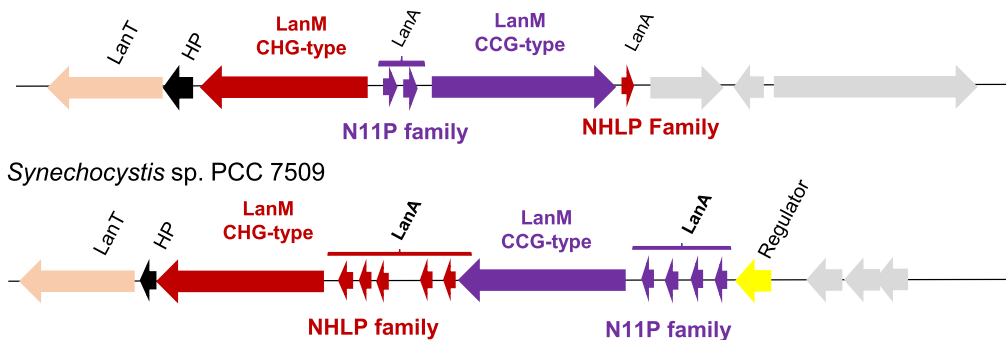 LanT
HP
LanM
CHG-type
LanA
LanM
CCG-type
LanA
N11P family
NHLP Family
Synechocystis sp. PCC 7509
LanT
HP
LanM
CHG-type
LanA
LanM
CCG-type
LanA
Regulator
NHLP family
N11P family